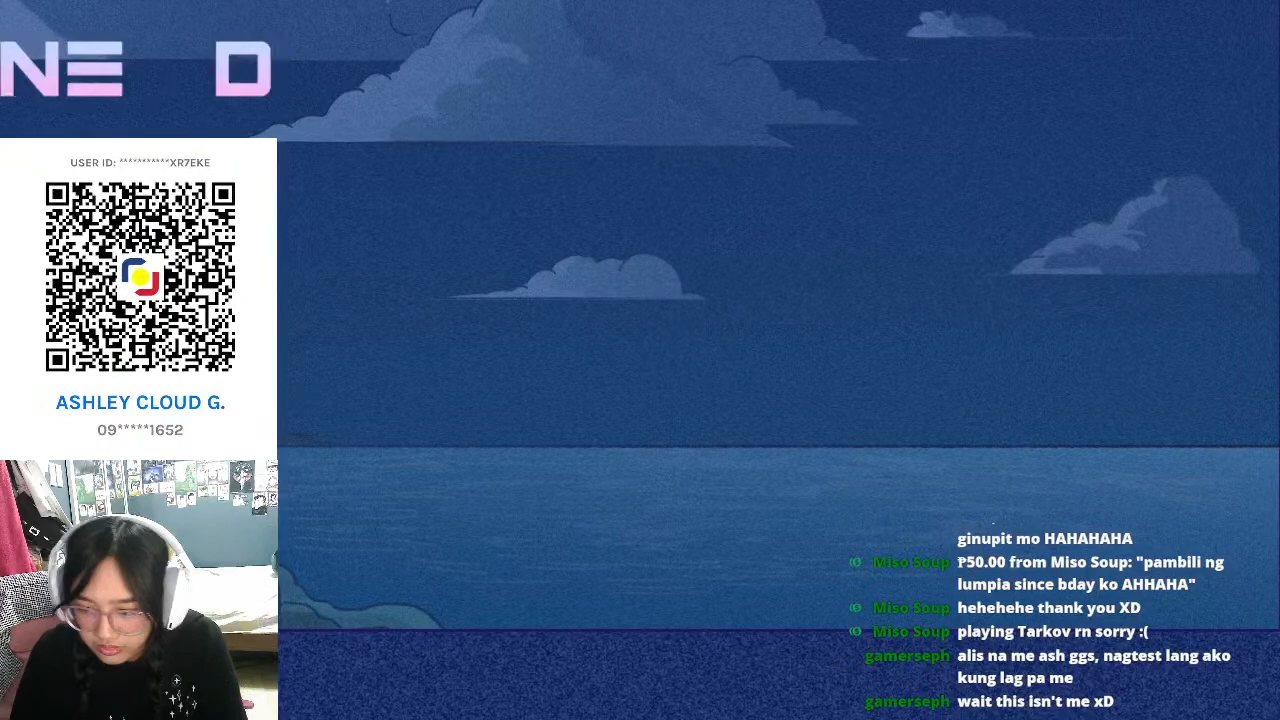 NE D
USER ID: ***********XR7EKE
ASHLEY CLOUD G.
09*****1652
ginupit mo HAHAHAHA
Miso Soup ₱50.00 from Miso Soup: "pambili ng
lumpia since bday ko AHHAHA"
Miso Soup hehehehe thank you XD
Miso Soup playing Tarkov rn sorry :(
gamerseph alis na me ash ggs, nagtest lang ako
kung lag pa me
gamerseph wait this isn't me xD